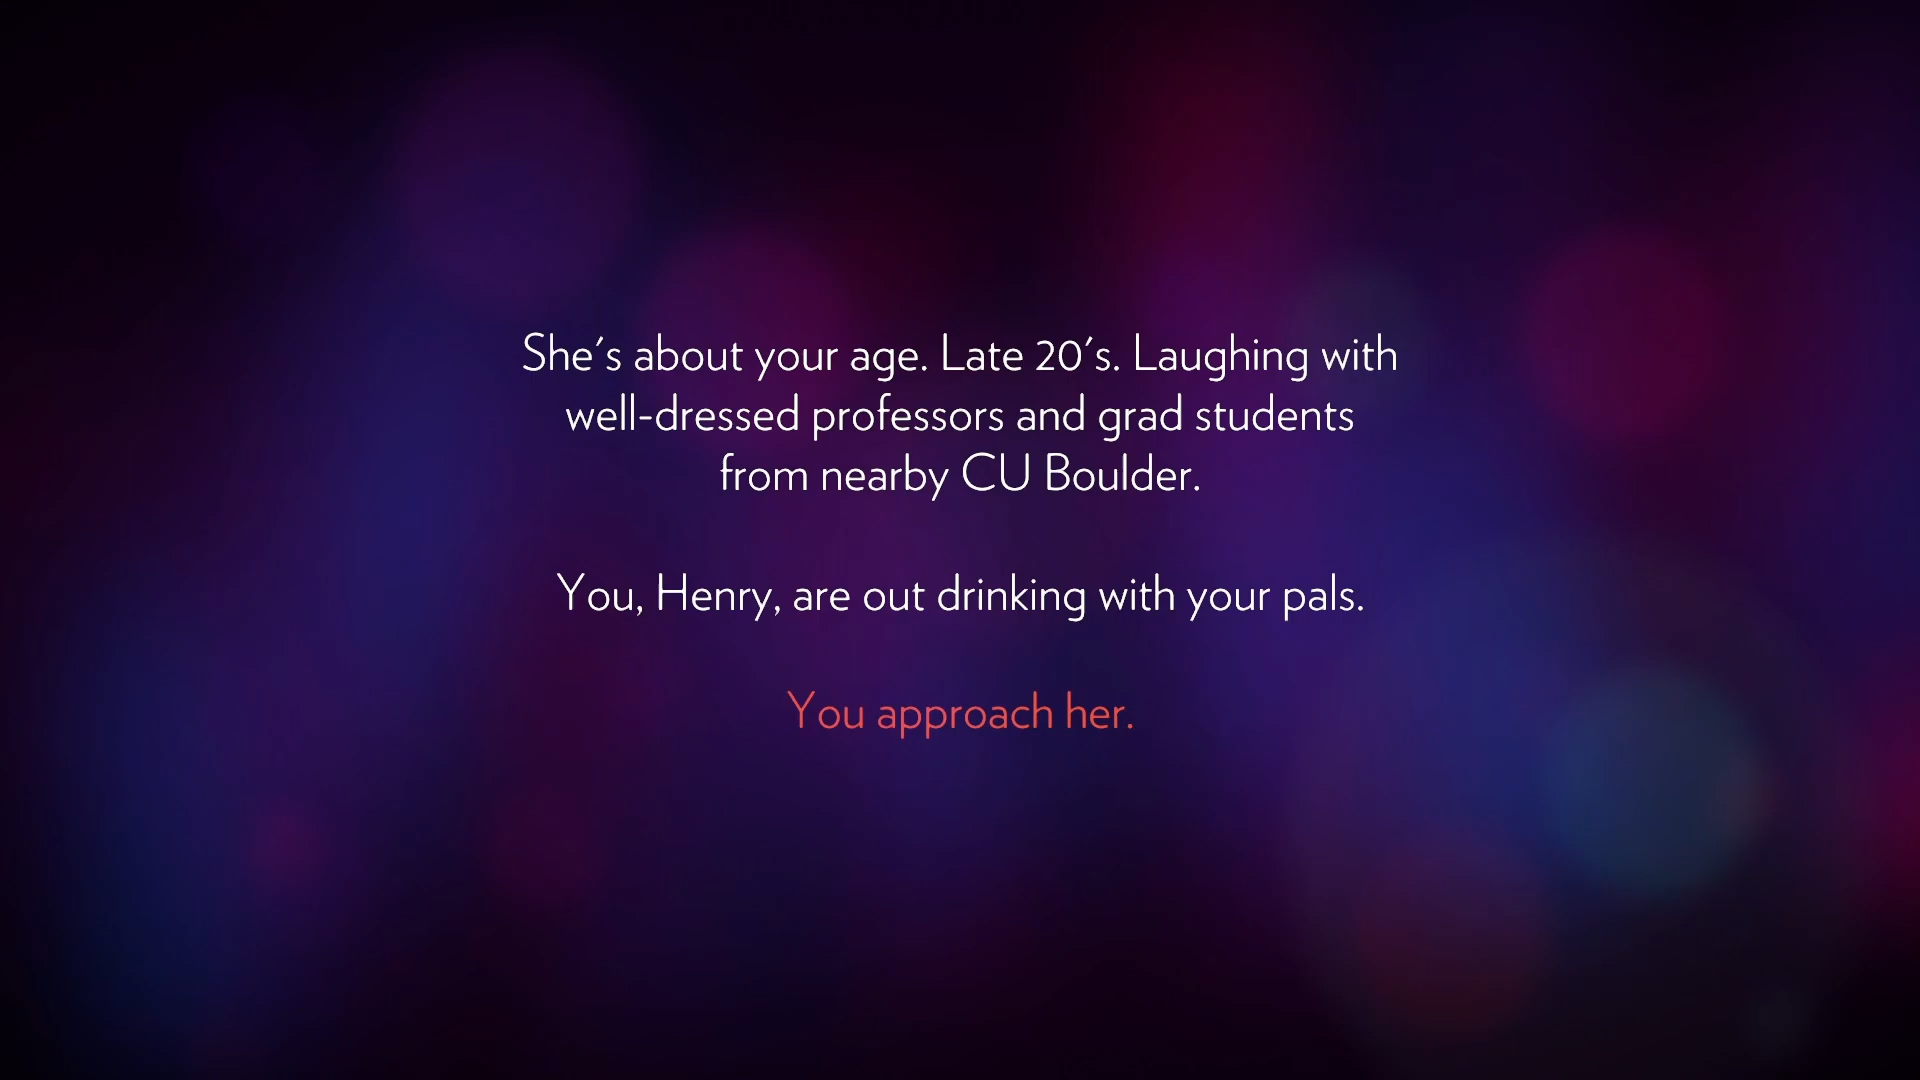 She's about your age. Late 20's. Laughing with
well-dressed professors and grad students
from nearby CU Boulder.
You, Henry, are out drinking with your pals.
You approach her.